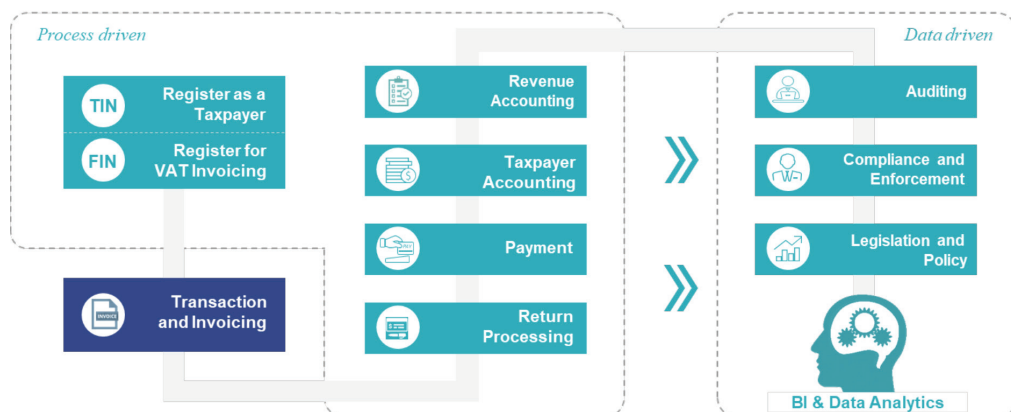 Process driven
Data driven
TIN
Register as a
Taxpayer
FIN
Register for
VAT Invoicing
INVOICE
Transaction
and Invoicing
Revenue
Accounting
Taxpayer
Accounting
$
PAY
Payment
Return
Processing
Auditing
Compliance and
Enforcement
Legislation and
Policy
BI & Data Analytics